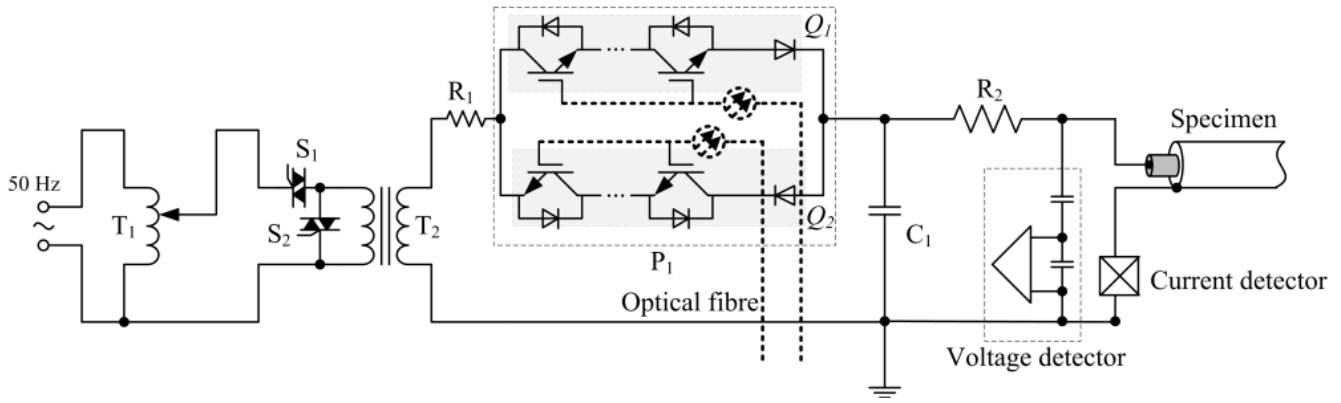 Q1
R1
R2
Specimen
S1
50 Hz
~
T1
S2
T2
Q2
C1
P1
Current detector
Optical fibre
Voltage detector